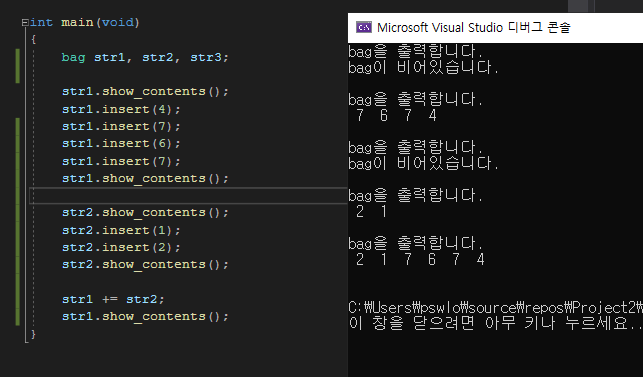 int main(void)
{
bag str1, str2, str3;
str1.show_contents();
str1.insert(4);
str1.insert(7);
str1.insert(6);
str1.insert(7);
str1.show_contents();
str2.show_contents();
str2.insert(1);
str2.insert(2);
str2.show_contents();
str1 += str2;
str1.show_contents();
}
Microsoft Visual Studio 디버그 콘솔
bag을 출력합니다.
bag이 비어있습니다.
bag을 출력합니다.
7 6 7 4
bag을 출력합니다.
bag이 비어있습니다.
bag을 출력합니다.
2 1
bag을 출력합니다.
2 1 7 6 7 4
C:₩Users₩pswlo₩source₩repos₩Project2₩
이 창을 닫으려면 아무 키나 누르세요..